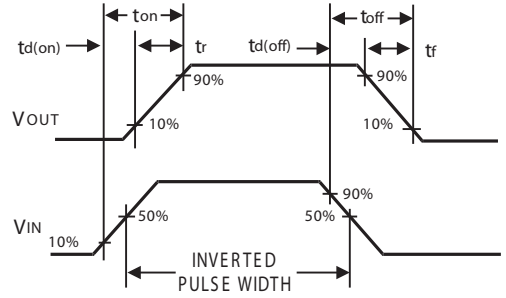 ton toff
td(on) tr td(off) tf
90% 90%
VOUT 10% 10%
90%
50% 50%
VIN 10%
INVERTED
PULSE WIDTH